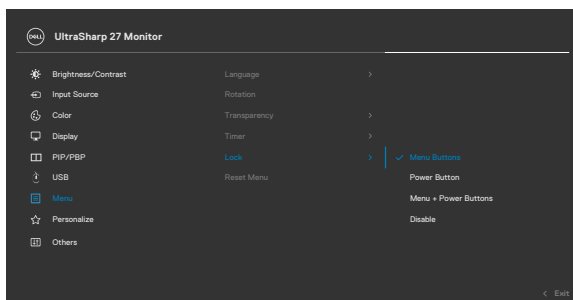 DELL UltraSharp 27 Monitor
Brightness/Contrast Language >
Input Source Rotation
Color Transparency >
Display Timer >
PIP/PBP Lock > ✓ Menu Buttons
USB Reset Menu Power Button
Menu Menu + Power Buttons
Personalize Disable
Others
< Exit